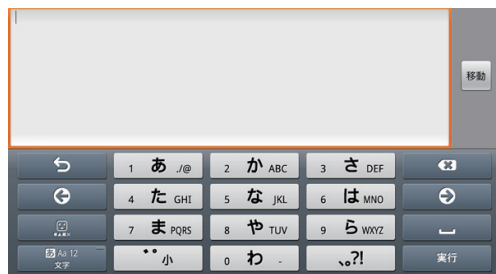 移動
1 あ ./@
2 か ABC
3 さ DEF
4 た GHI
5 な JKL
6 は MNO
7 ま PQRS
8 や TUV
9 ら WXYZ
あ Aa 12
文字
゛゜小
0 わ -
、。?!
実行